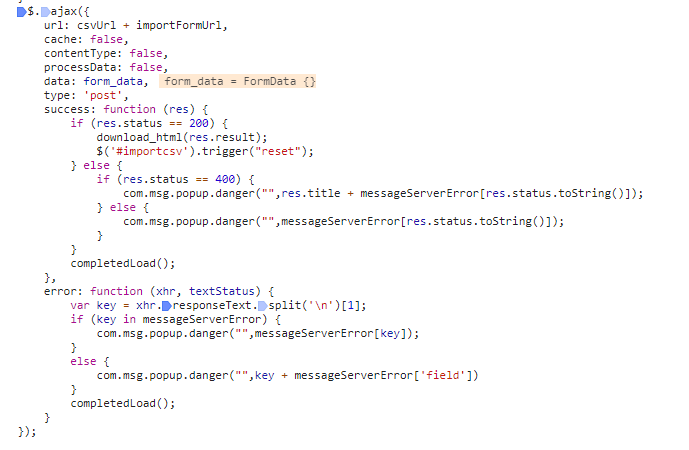 $.ajax({
    url: csvUrl + importFormUrl,
    cache: false,
    contentType: false,
    processData: false,
    data: form_data,  form_data = FormData {}
    type: 'post',
    success: function (res) {
        if (res.status == 200) {
            download_html(res.result);
            $('#importcsv').trigger("reset");
        } else {
            if (res.status == 400) {
                com.msg.popup.danger("",res.title + messageServerError[res.status.toString()]);
            } else {
                com.msg.popup.danger("",messageServerError[res.status.toString()]);
            }
        }
        completedLoad();
    },
    error: function (xhr, textStatus) {
        var key = xhr.responseText.split('\n')[1];
        if (key in messageServerError) {
            com.msg.popup.danger("",messageServerError[key]);
        }
        else {
            com.msg.popup.danger("",key + messageServerError['field'])
        }
        completedLoad();
    }
});